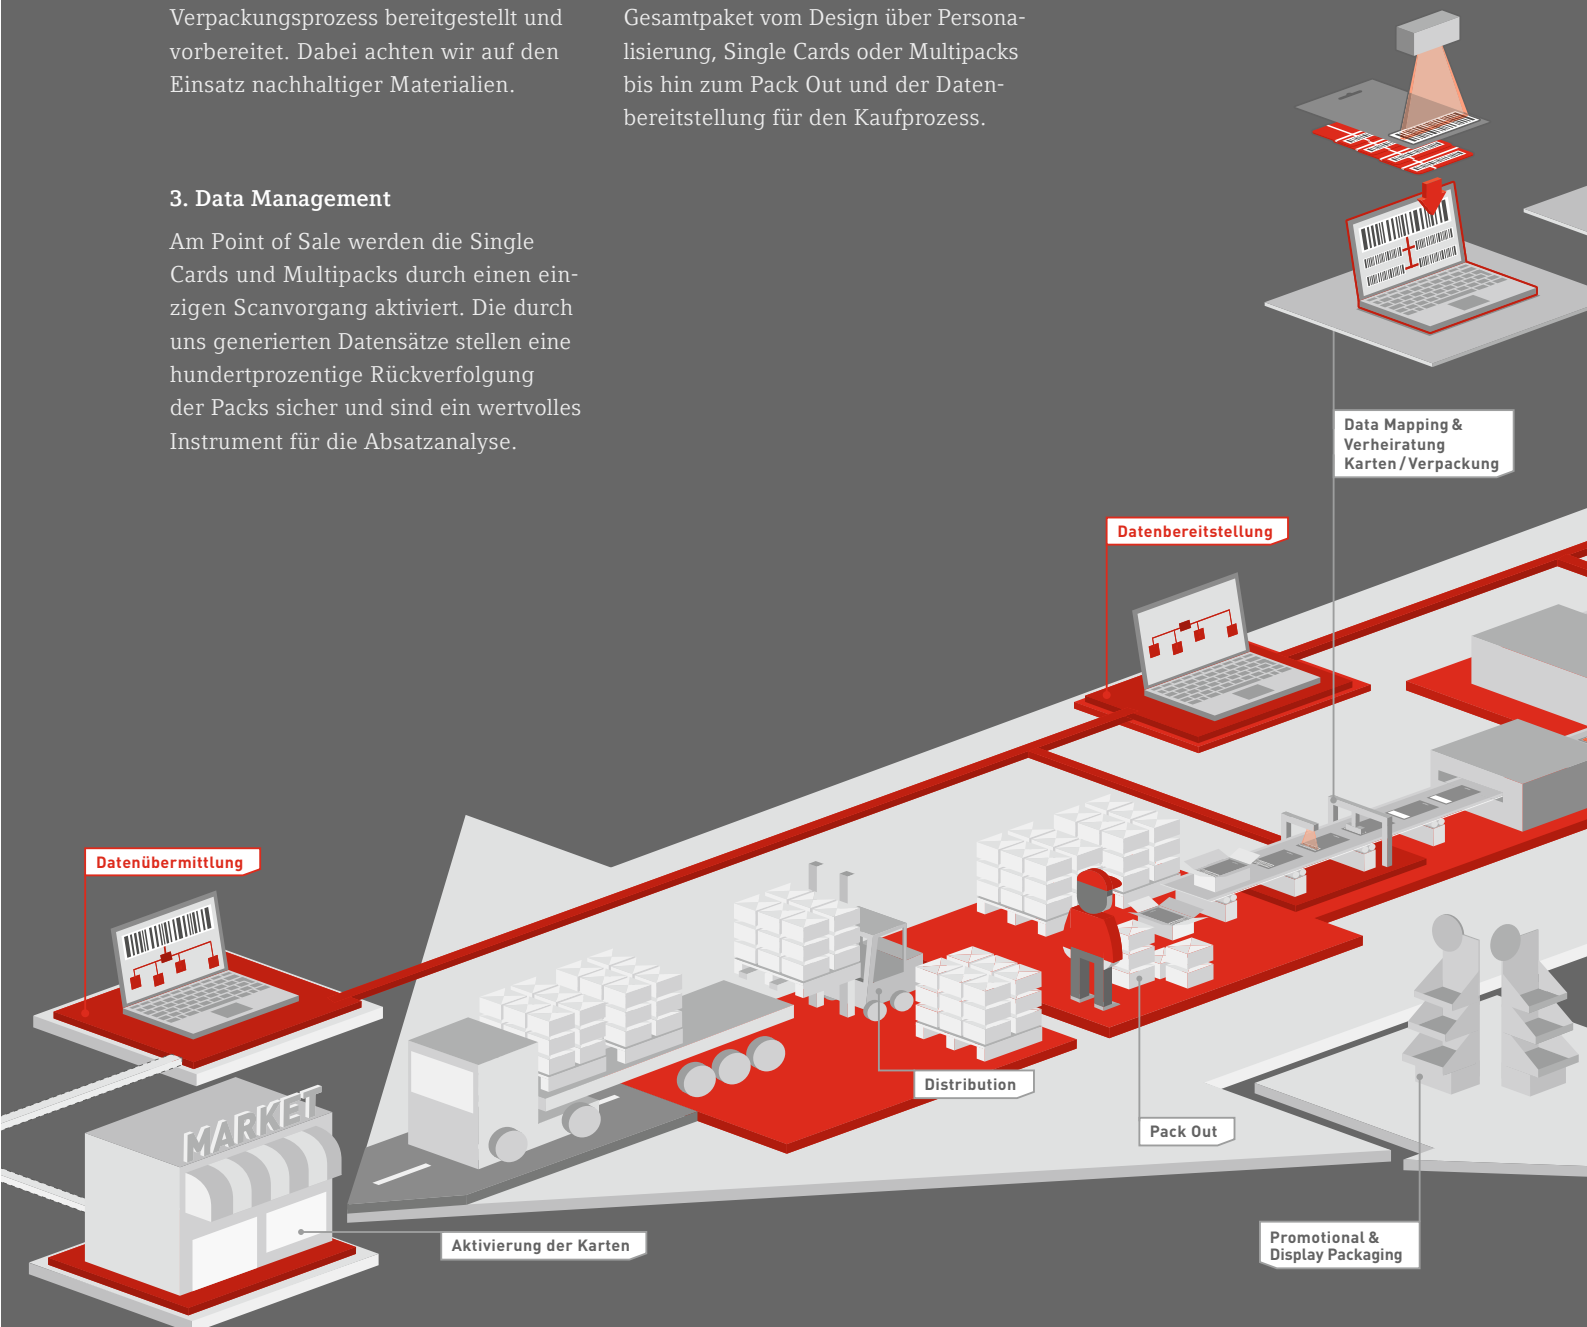 Verpackungsprozess bereitgestellt und
vorbereitet. Dabei achten wir auf den
Einsatz nachhaltiger Materialien.
3. Data Management
Am Point of Sale werden die Single
Cards und Multipacks durch einen ein-
zigen Scanvorgang aktiviert. Die durch
uns generierten Datensätze stellen eine
hundertprozentige Rückverfolgung
der Packs sicher und sind ein wertvolles
Instrument für die Absatzanalyse.
Gesamtpaket vom Design über Persona-
lisierung, Single Cards oder Multipacks
bis hin zum Pack Out und der Daten-
bereitstellung für den Kaufprozess.
Data Mapping &
Verheiratung
Karten / Verpackung
Datenbereitstellung
Datenübermittlung
Distribution
Pack Out
MARKET
Aktivierung der Karten
Promotional &
Display Packaging